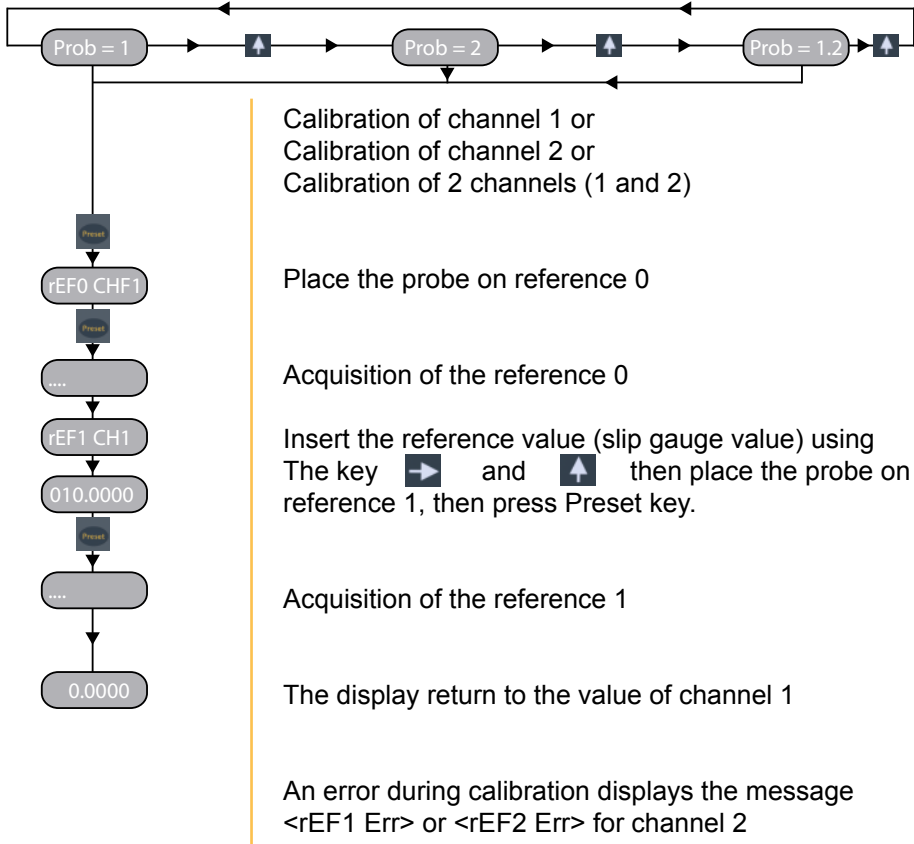 Prob = 1
Prob = 2
Prob = 1.2
Calibration of channel 1 or
Calibration of channel 2 or
Calibration of 2 channels (1 and 2)
Preset
rEF0 CHF1
Place the probe on reference 0
Preset
....
Acquisition of the reference 0
rEF1 CH1
Insert the reference value (slip gauge value) using
The key and then place the probe on
010.0000
reference 1, then press Preset key.
Preset
....
Acquisition of the reference 1
0.0000
The display return to the value of channel 1
An error during calibration displays the message
<rEF1 Err> or <rEF2 Err> for channel 2